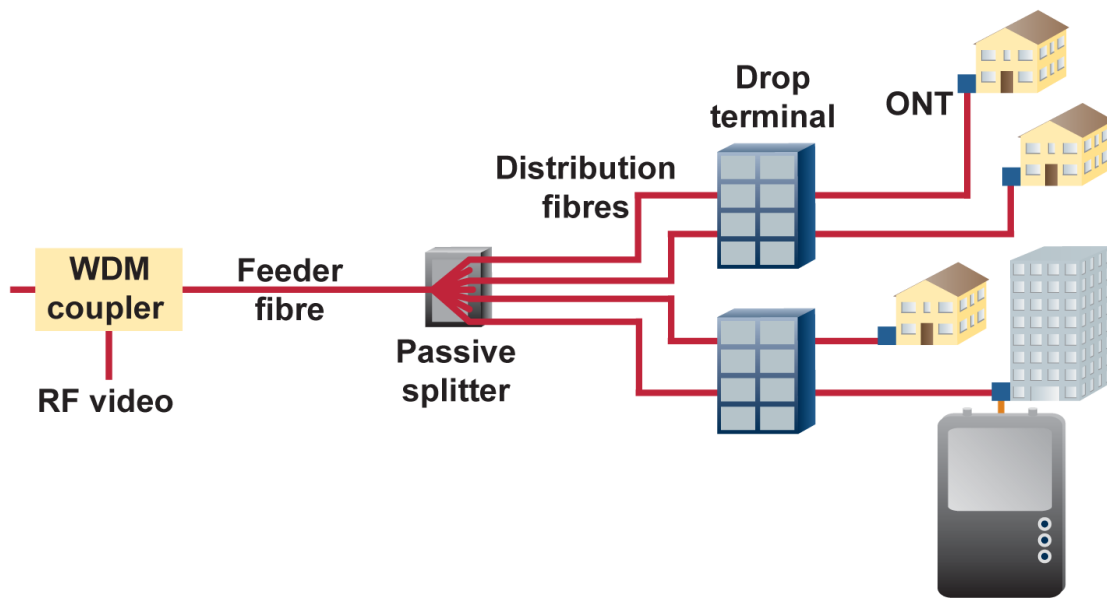 Drop
terminal
ONT
Distribution
fibres
WDM
coupler
Feeder
fibre
Passive
splitter
RF video